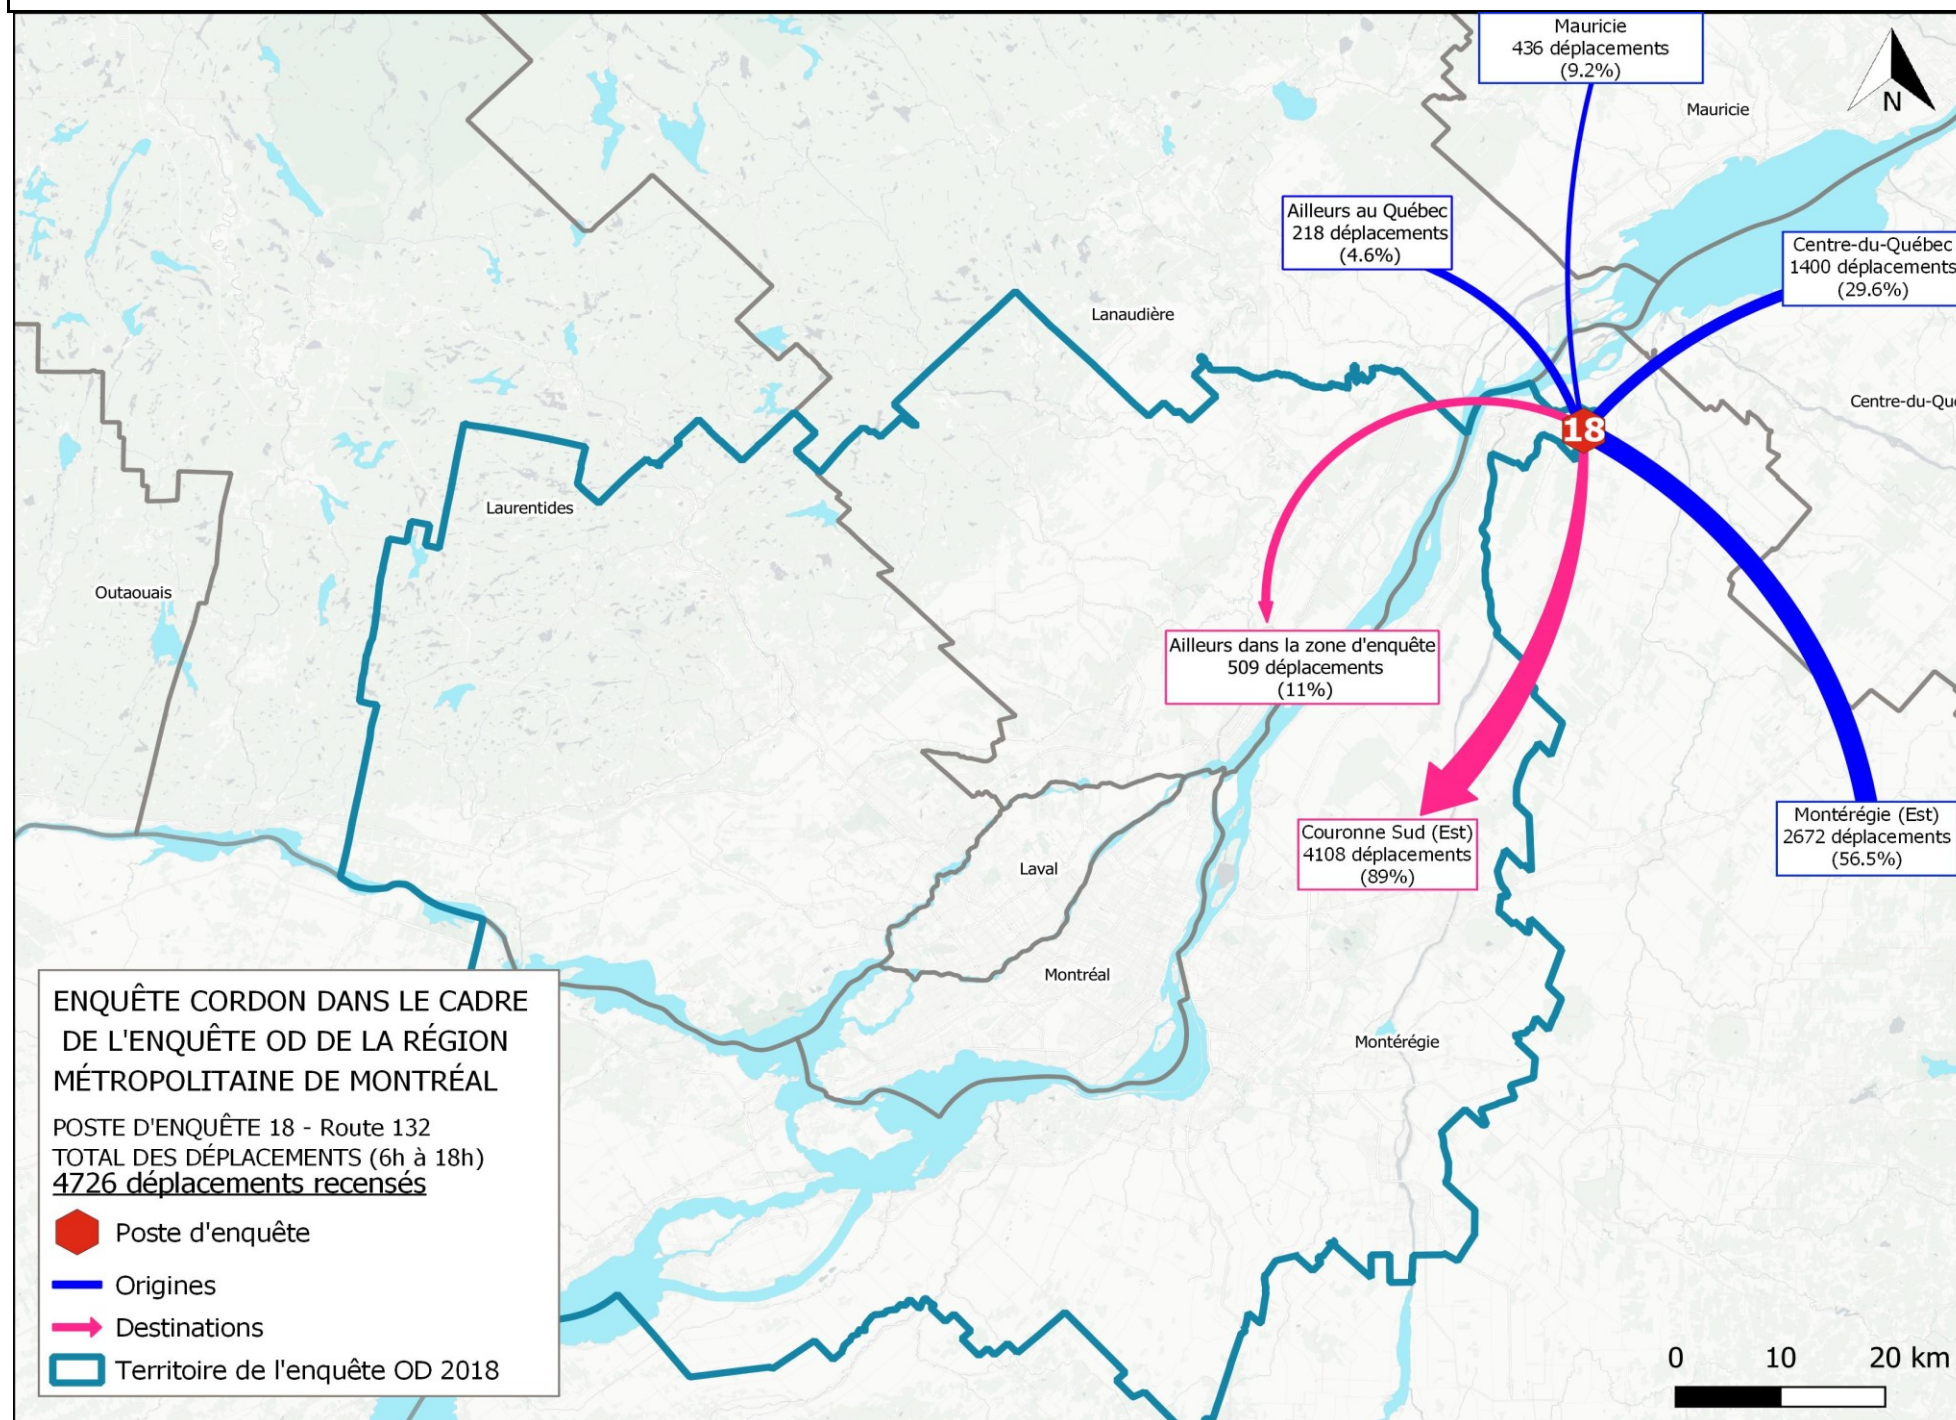 Mauricie
436 déplacements
(9.2%)
N
Mauricie
Ailleurs au Québec
218 déplacements
(4.6%)
Centre-du-Québec
1400 déplacements
(29.6%)
Lanaudière
Centre-du-Qu
18
Laurentides
Outaouais
Ailleurs dans la zone d'enquête
509 déplacements
(11%)
Couronne Sud (Est)
4108 déplacements
(89%)
Montérégie (Est)
2672 déplacements
(56.5%)
Laval
Montréal
Montérégie
ENQUÊTE CORDON DANS LE CADRE
DE L'ENQUÊTE OD DE LA RÉGION
MÉTROPOLITAINE DE MONTRÉAL
POSTE D'ENQUÊTE 18 - Route 132
TOTAL DES DÉPLACEMENTS (6h à 18h)
4726 déplacements recensés
Poste d'enquête
Origines
Destinations
Territoire de l'enquête OD 2018
0 10 20 km